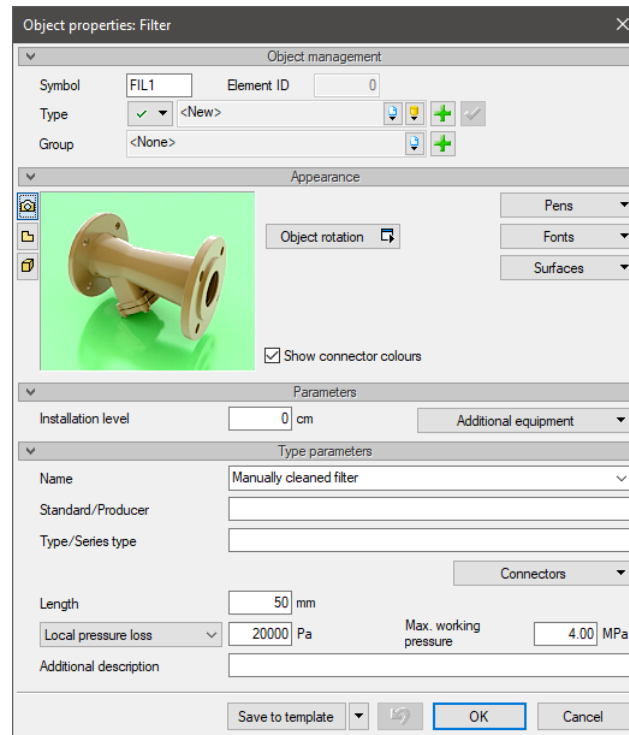 Object properties: Filter
Object management
Symbol FIL1 Element ID 0
Type <New>
Group <None>
Appearance
Pens
Object rotation Fonts
Surfaces
Show connector colours
Parameters
Installation level 0 cm Additional equipment
Type parameters
Name Manually cleaned filter
Standard/Producer
Type/Series type
Connectors
Length 50 mm
Local pressure loss 20000 Pa Max. working
pressure 4.00 MPa
Additional description
Save to template OK Cancel